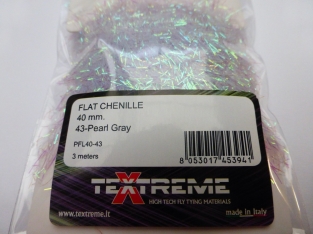 FLAT CHENILLE
40 mm.
43-Pearl Gray
PFL40-43
3 meters
8 053017 453941
TEXTREME
HIGH TECH FLY TYING MATERIALS
www.textreme.it
made in Italy